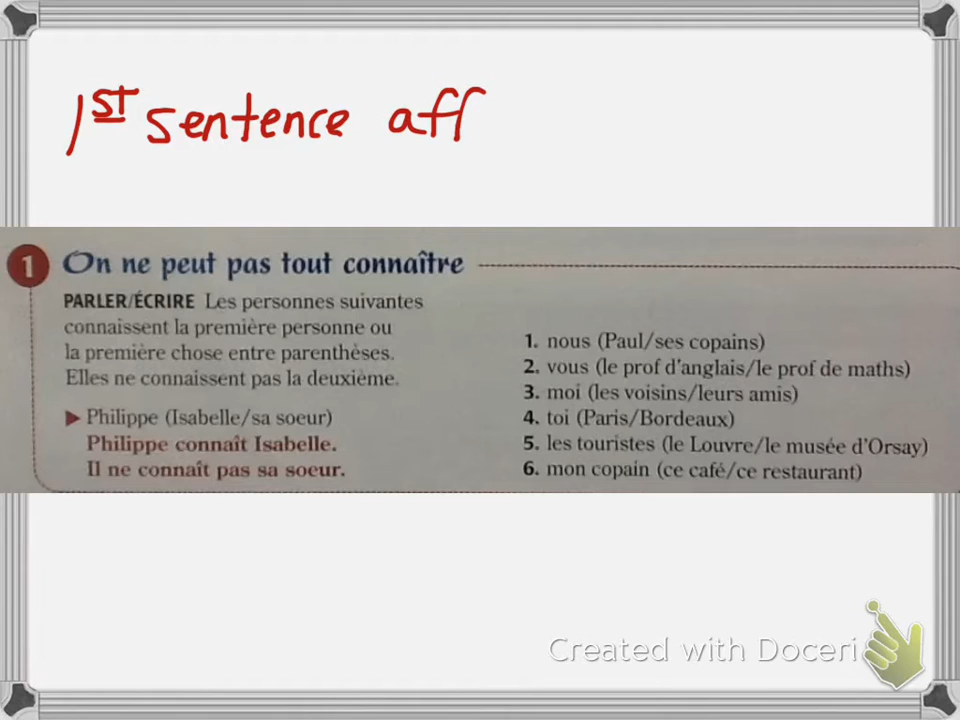 1st sentence aff
1 On ne peut pas tout connaître
PARLER/ÉCRIRE Les personnes suivantes
connaissent la première personne ou
la première chose entre parenthèses.
Elles ne connaissent pas la deuxième.
▶ Philippe (Isabelle/sa soeur)
Philippe connaît Isabelle.
Il ne connaît pas sa soeur.
1. nous (Paul/ses copains)
2. vous (le prof d'anglais/le prof de maths)
3. moi (les voisins/leurs amis)
4. toi (Paris/Bordeaux)
5. les touristes (le Louvre/le musée d'Orsay)
6. mon copain (ce café/ce restaurant)
Created with Doceri